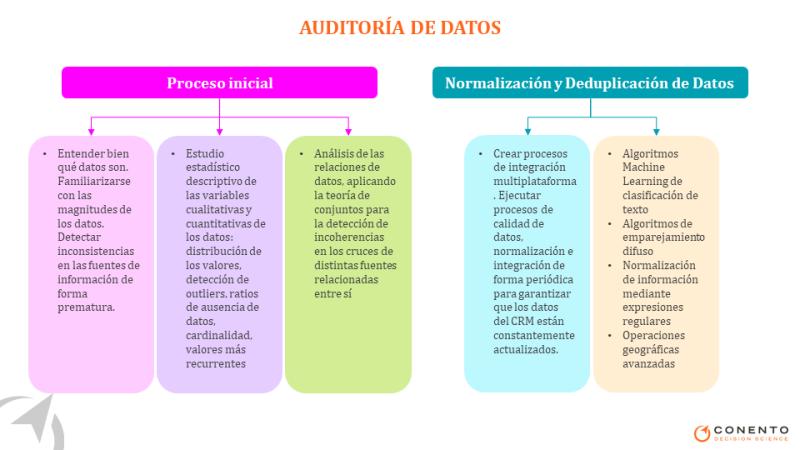 AUDITORÍA DE DATOS
Proceso inicial
• Entender bien
qué datos son.
Familiarizarse
con las
magnitudes de
los datos.
Detectar
inconsistencias
en las fuentes de
información de
forma
prematura.
• Estudio
estadístico
descriptivo de
las variables
cualitativas y
cuantitativas de
los datos:
distribución de
los valores,
detección de
outliers, ratios
de ausencia de
datos,
cardinalidad,
valores más
recurrentes
• Análisis de las
relaciones de
datos, aplicando
la teoría de
conjuntos para
la detección de
incoherencias
en los cruces de
distintas fuentes
relacionadas
entre sí
Normalización y Deduplicación de Datos
• Crear procesos
de integración
multiplataforma
. Ejecutar
procesos de
calidad de
datos,
normalización e
integración de
forma periódica
para garantizar
que los datos
del CRM están
constantemente
actualizados.
• Algoritmos
Machine
Learning de
clasificación de
texto
• Algoritmos de
emparejamiento
difuso
• Normalización
de información
mediante
expresiones
regulares
• Operaciones
geográficas
avanzadas
CONENTO
DECISION SCIENCE